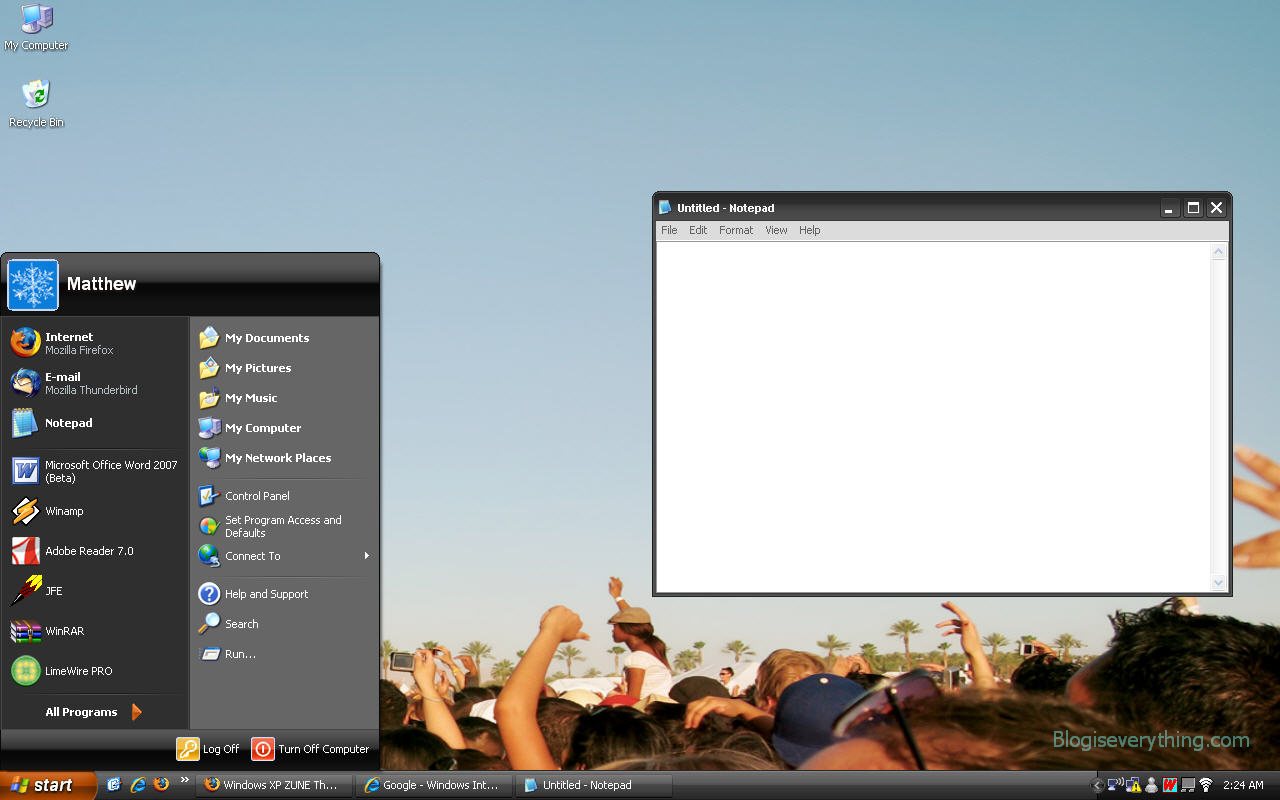 My Computer
Recycle Bin
Untitled - Notepad
File Edit Format View Help
Matthew
Internet
Mozilla Firefox
E-mail
Mozilla Thunderbird
Notepad
Microsoft Office Word 2007
(Beta)
Winamp
Adobe Reader 7.0
JFE
WinRAR
LimeWire PRO
All Programs
My Documents
My Pictures
My Music
My Computer
My Network Places
Control Panel
Set Program Access and
Defaults
Connect To
Help and Support
Search
Run...
Log Off Turn Off Computer
Blogiseverything.com
start Windows XP ZUNE Th... Google - Windows Int... Untitled - Notepad 2:24 AM